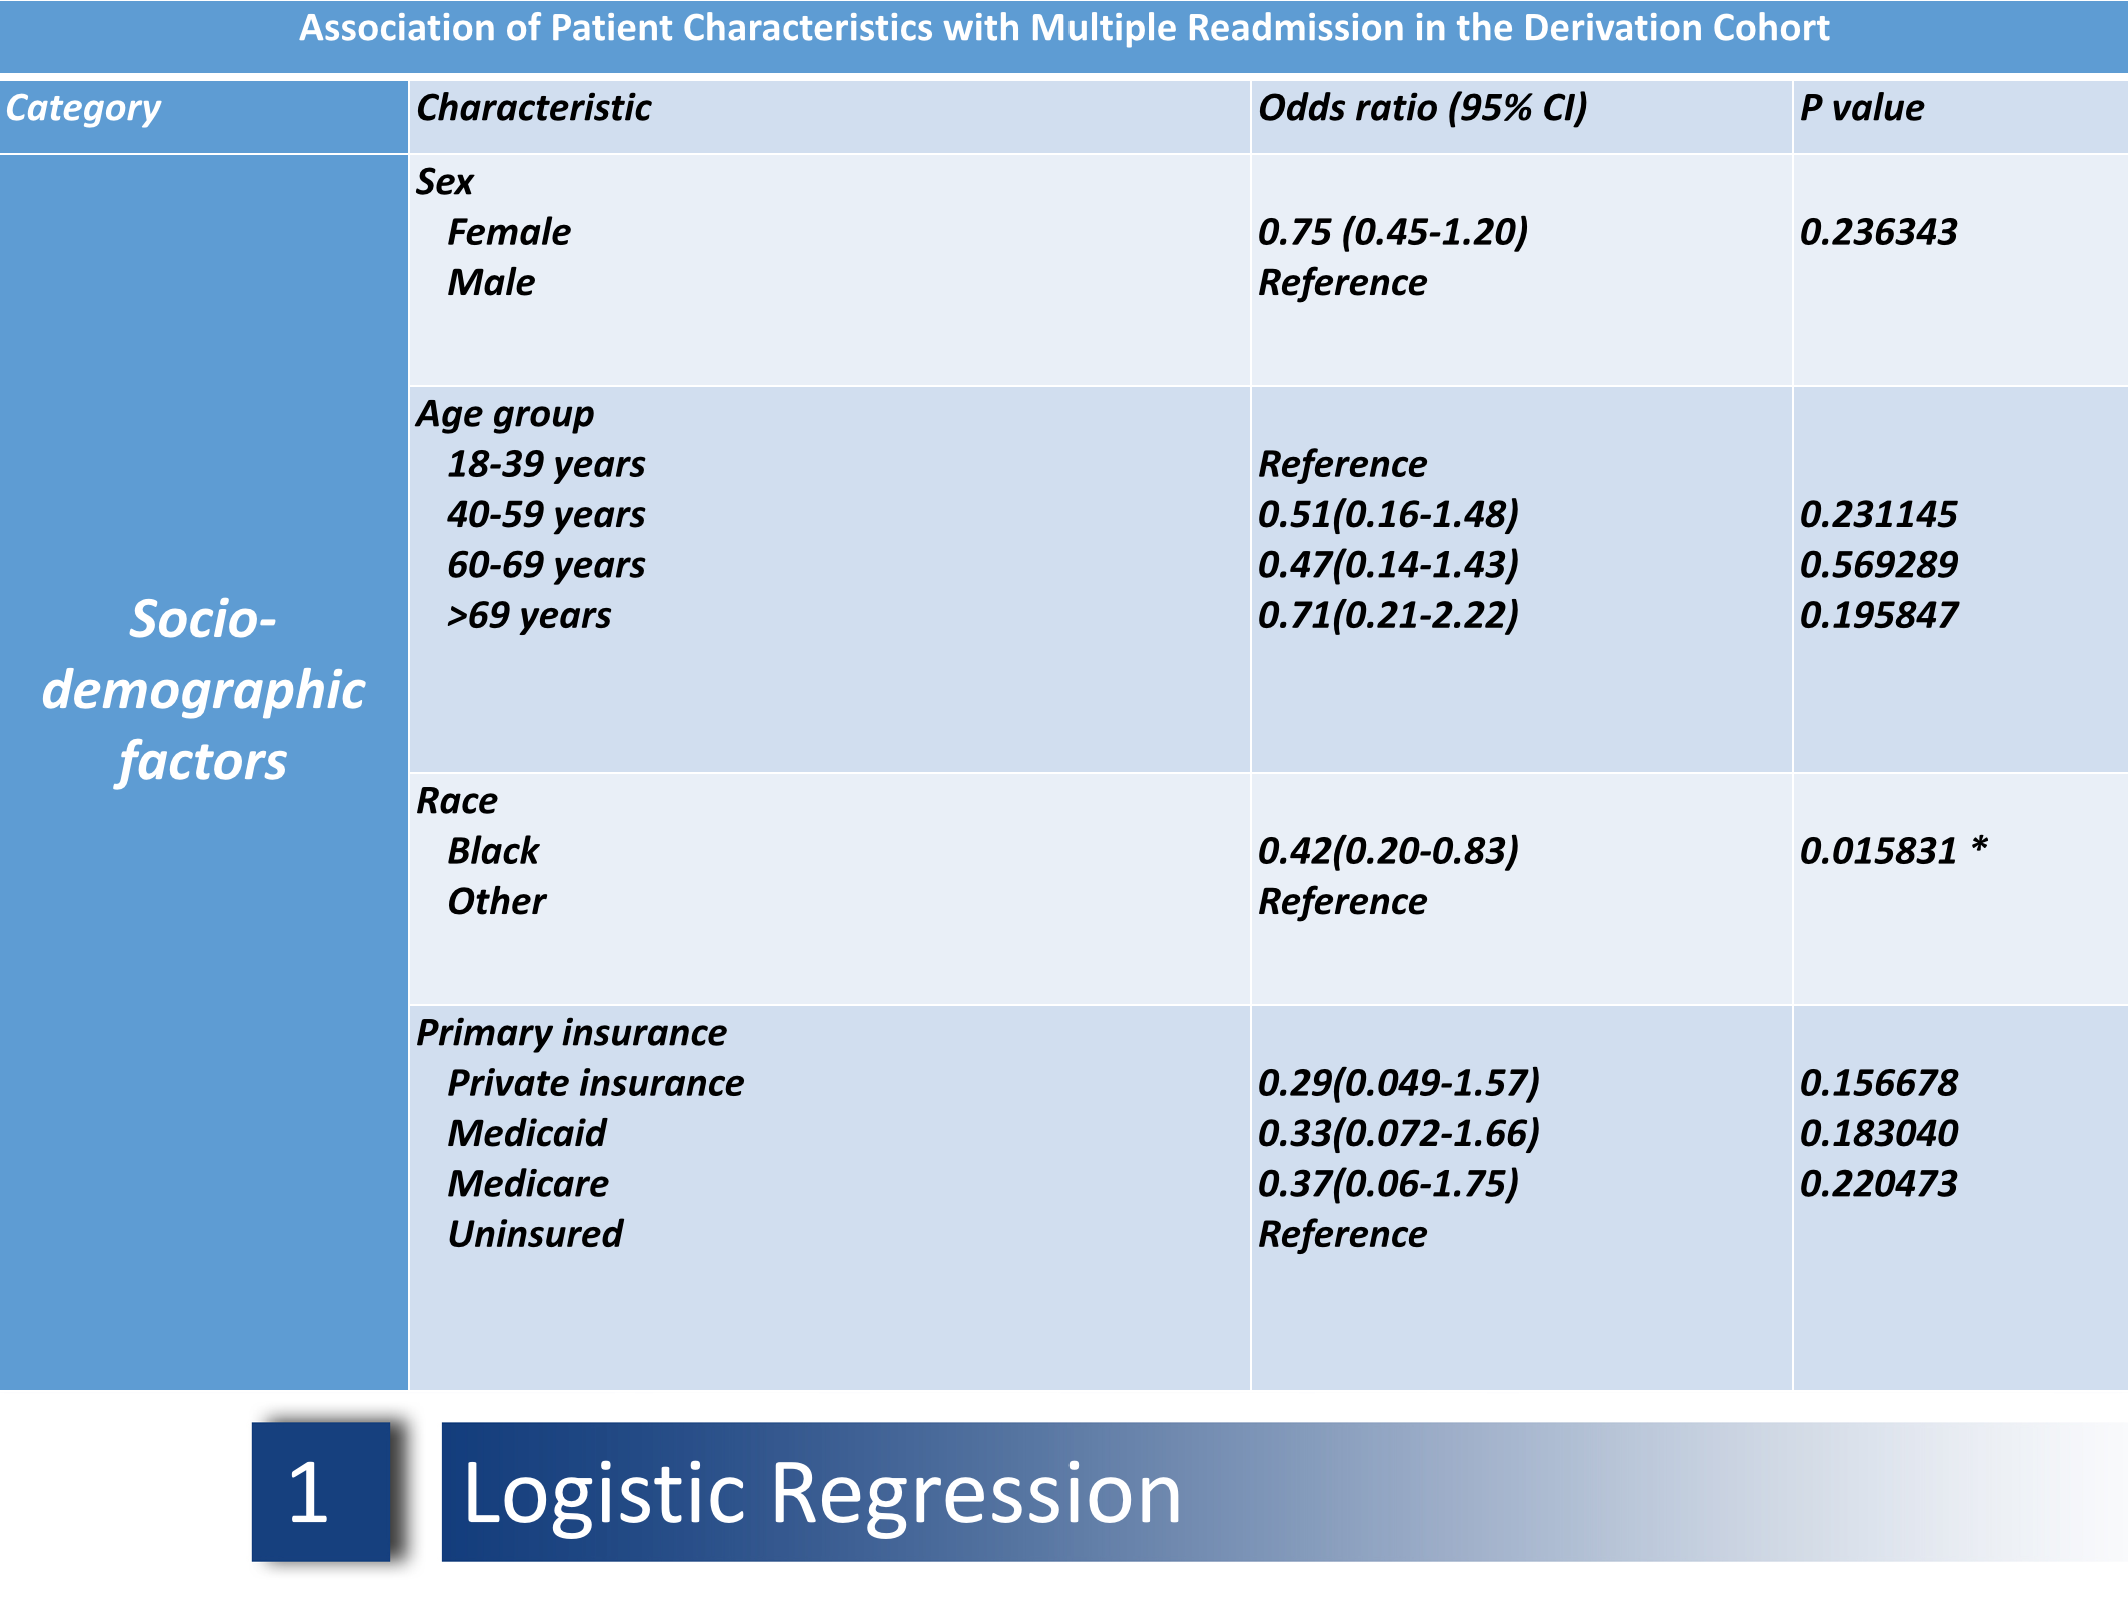 Association of Patient Characteristics with Multiple Readmission in the Derivation Cohort
Category Characteristic Odds ratio (95% CI) P value
Socio-
demographic
factors
Sex
Female 0.75 (0.45-1.20) 0.236343
Male Reference
Age group
18-39 years Reference
40-59 years 0.51(0.16-1.48) 0.231145
60-69 years 0.47(0.14-1.43) 0.569289
>69 years 0.71(0.21-2.22) 0.195847
Race
Black 0.42(0.20-0.83) 0.015831 *
Other Reference
Primary insurance
Private insurance 0.29(0.049-1.57) 0.156678
Medicaid 0.33(0.072-1.66) 0.183040
Medicare 0.37(0.06-1.75) 0.220473
Uninsured Reference
1 Logistic Regression